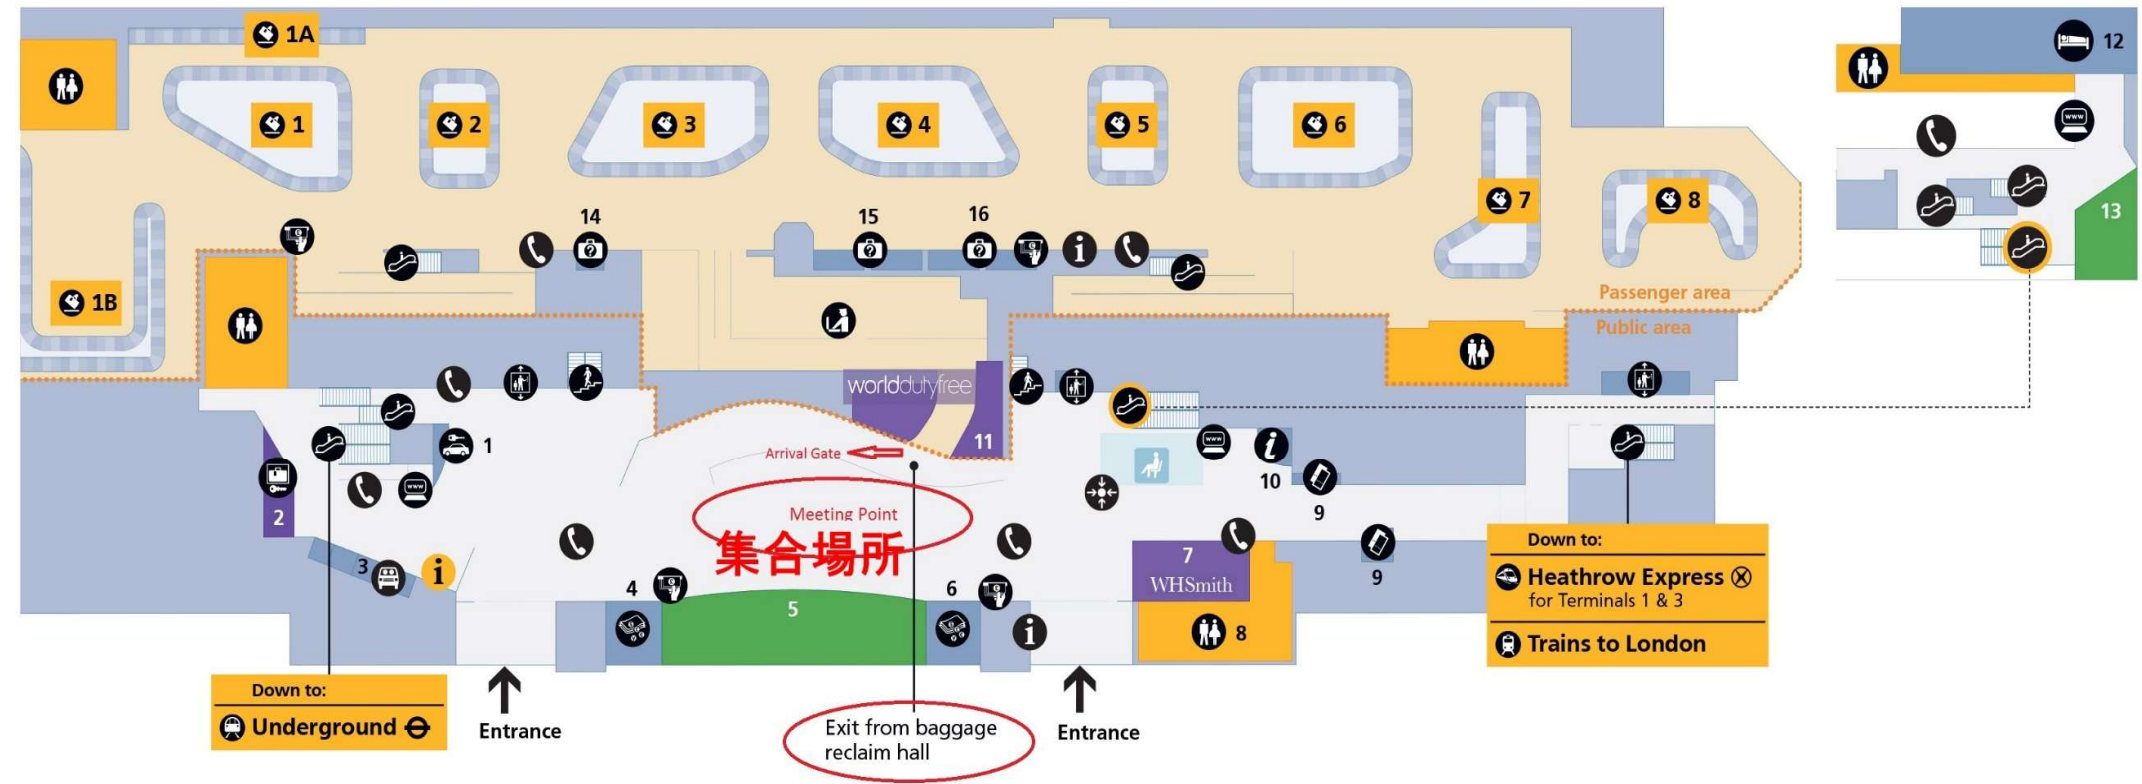 1A
12
1
2
3
4
5
6
7
8
13
14
15
16
1B
Passenger area
Public area
worlddutyfree
11
1
Arrival Gate
10
9
2
Meeting Point
集合場所
3
4
5
6
7
WHSmith
8
9
Down to:
Heathrow Express
for Terminals 1 & 3
Trains to London
Down to:
Underground
Entrance
Exit from baggage
reclaim hall
Entrance